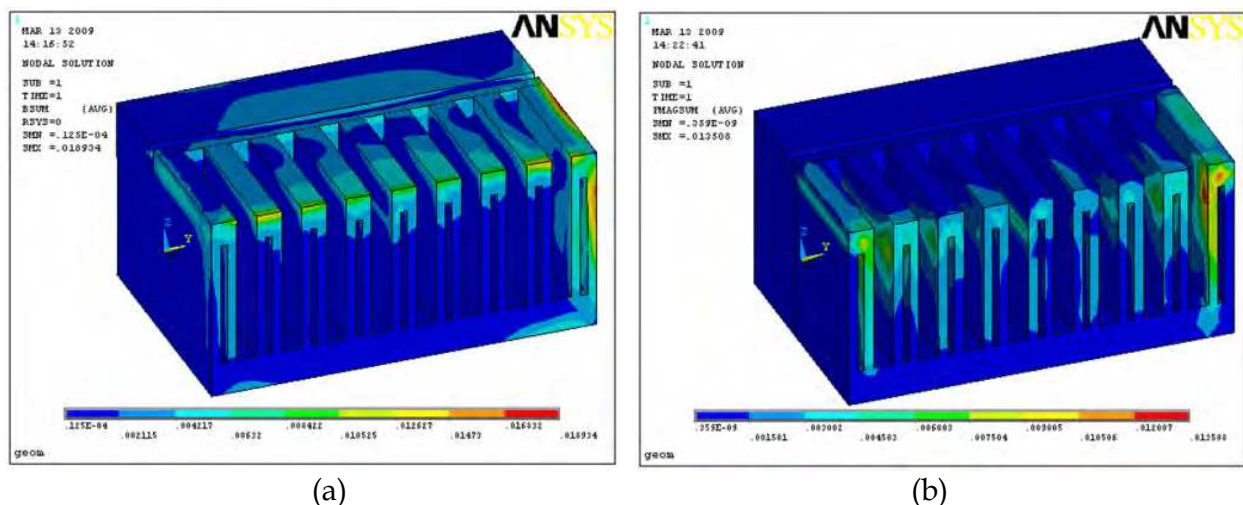 1
MAR 13 2009
14:16:52
NODAL SOLUTION
SUB =1
TIME=1
BSUM (AVG)
RSYS=0
SMN =.125E-04
SMX =.018934
ANSYS
Z
Y
.125E-04 .004217 .008422 .012627 .016832
.002115 .00632 .010525 .01473 .018934
geom
(a)
1
MAR 13 2009
14:22:41
NODAL SOLUTION
SUB =1
TIME=1
FMAGSUM (AVG)
SMN =.359E-09
SMX =.013508
ANSYS
Z
Y
.359E-09 .003002 .006003 .009005 .012007
.001501 .004503 .007504 .010506 .013508
geom
(b)